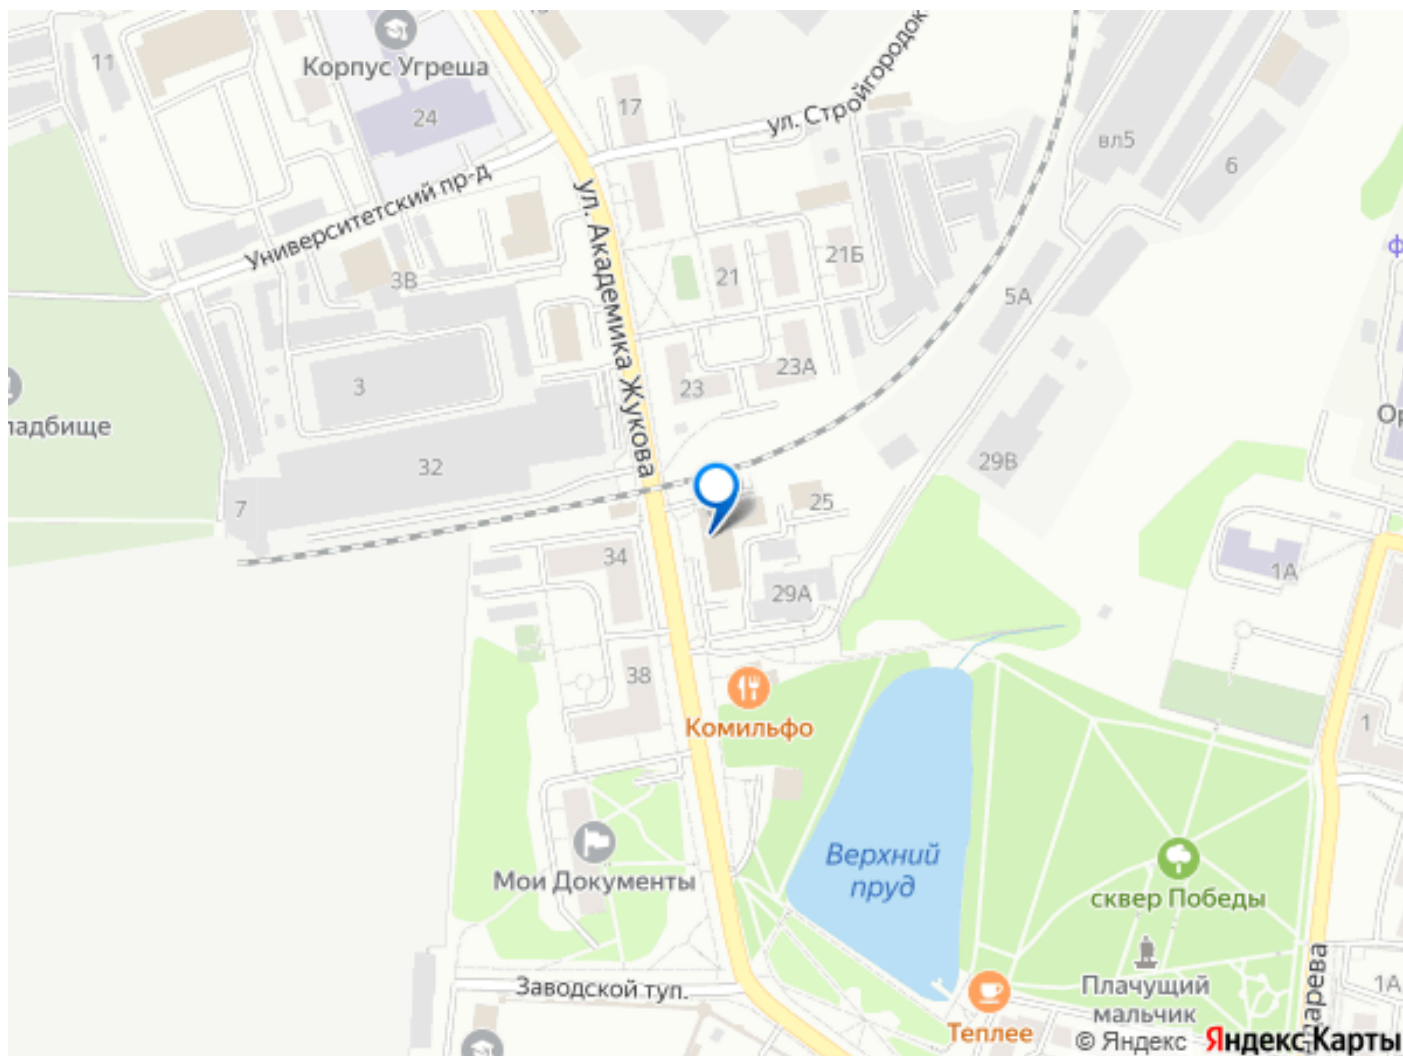 11
Корпус Угреша
24
17
ул. Стройгородок
вл5
6
Университетский пр-д
ул. Академика Жукова
3В
21
21Б
5А
3
23
23А
ладбище
32
29В
Ор
7
25
34
1А
29А
38
Комильфо
1
Мои Документы
Верхний
пруд
сквер Победы
Заводской туп.
Плачущий
мальчик
1А
Теплее
© Яндекс Яндекс Карты